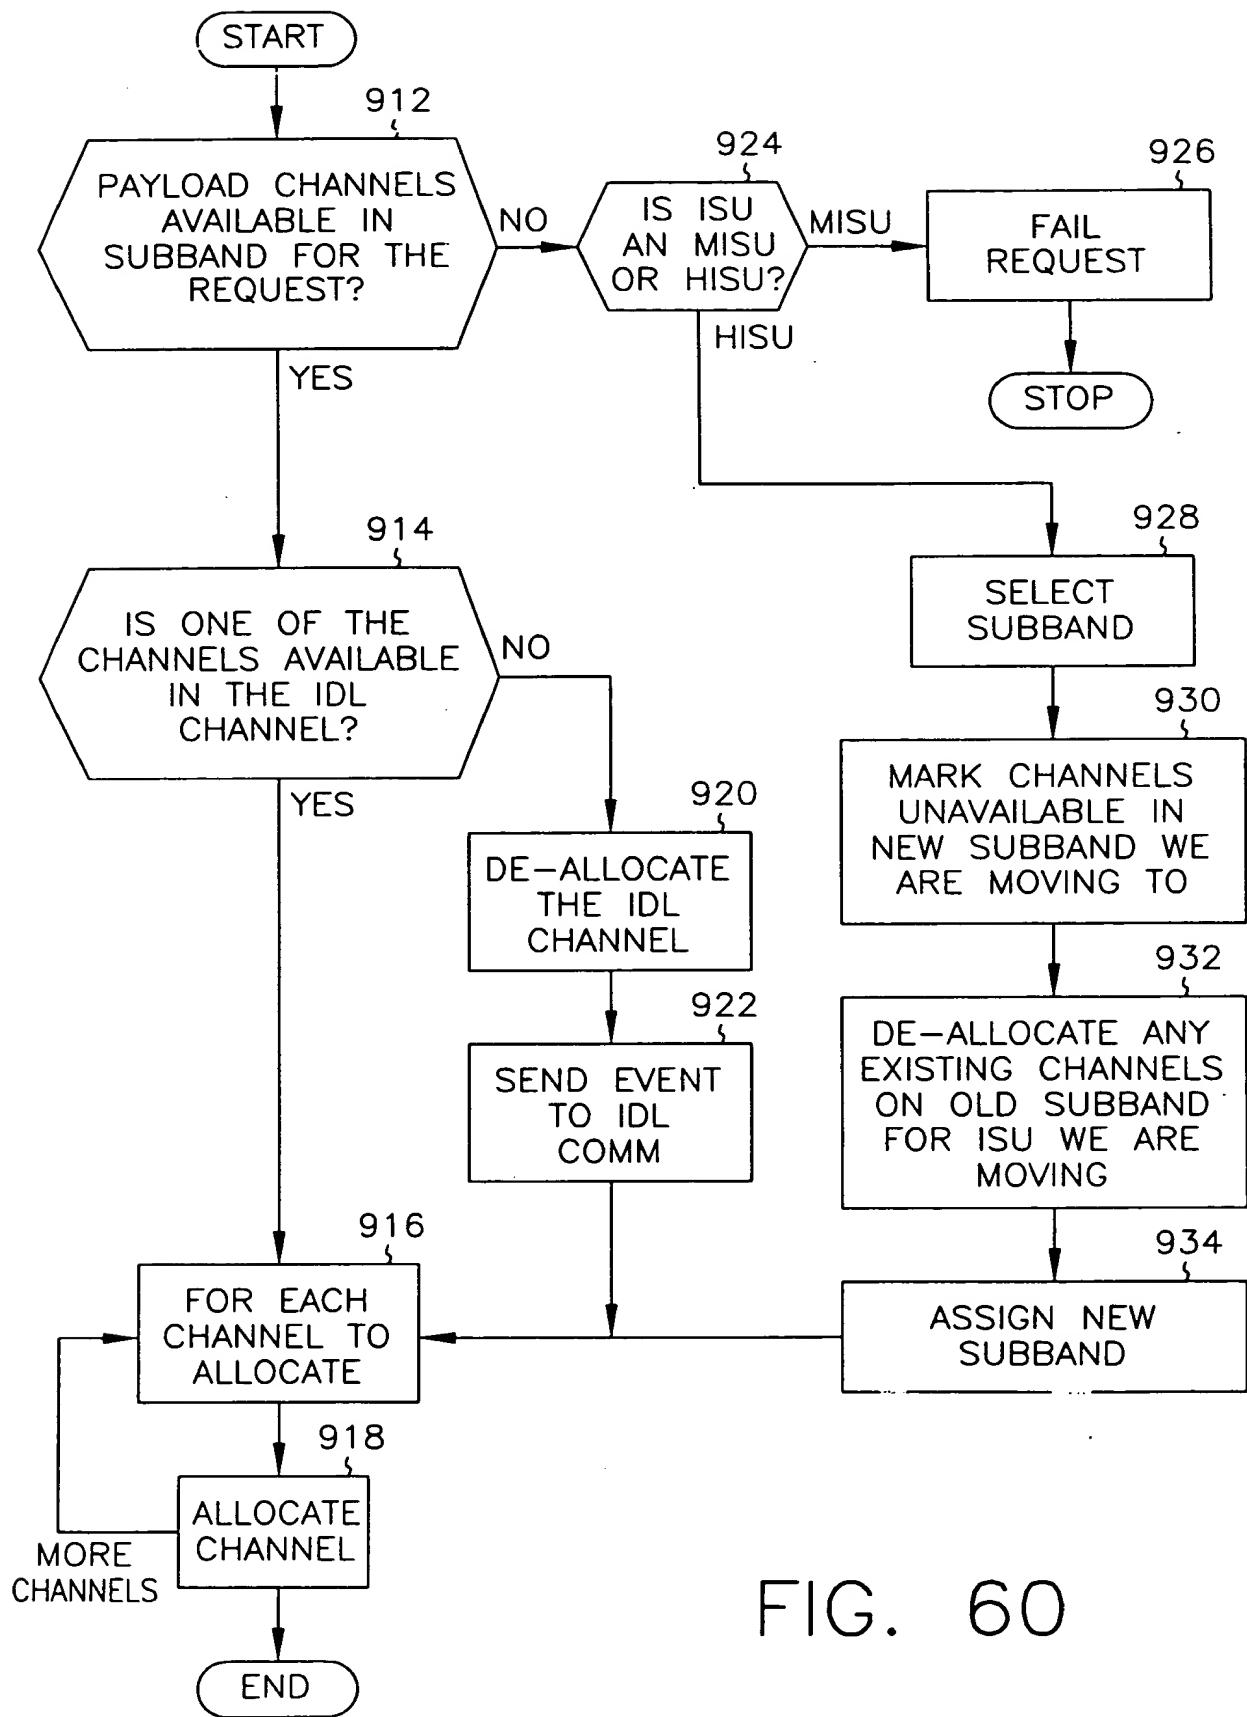 START
912
PAYLOAD CHANNELS
AVAILABLE IN
SUBBAND FOR THE
REQUEST?
NO
YES
924
IS ISU
AN MISU
OR HISU?
MISU
HISU
926
FAIL
REQUEST
STOP
914
IS ONE OF THE
CHANNELS AVAILABLE
IN THE IDL
CHANNEL?
NO
YES
928
SELECT
SUBBAND
930
MARK CHANNELS
UNAVAILABLE IN
NEW SUBBAND WE
ARE MOVING TO
920
DE-ALLOCATE
THE IDL
CHANNEL
922
SEND EVENT
TO IDL
COMM
932
DE-ALLOCATE ANY
EXISTING CHANNELS
ON OLD SUBBAND
FOR ISU WE ARE
MOVING
934
ASSIGN NEW
SUBBAND
916
FOR EACH
CHANNEL TO
ALLOCATE
918
ALLOCATE
CHANNEL
MORE
CHANNELS
END
FIG. 60